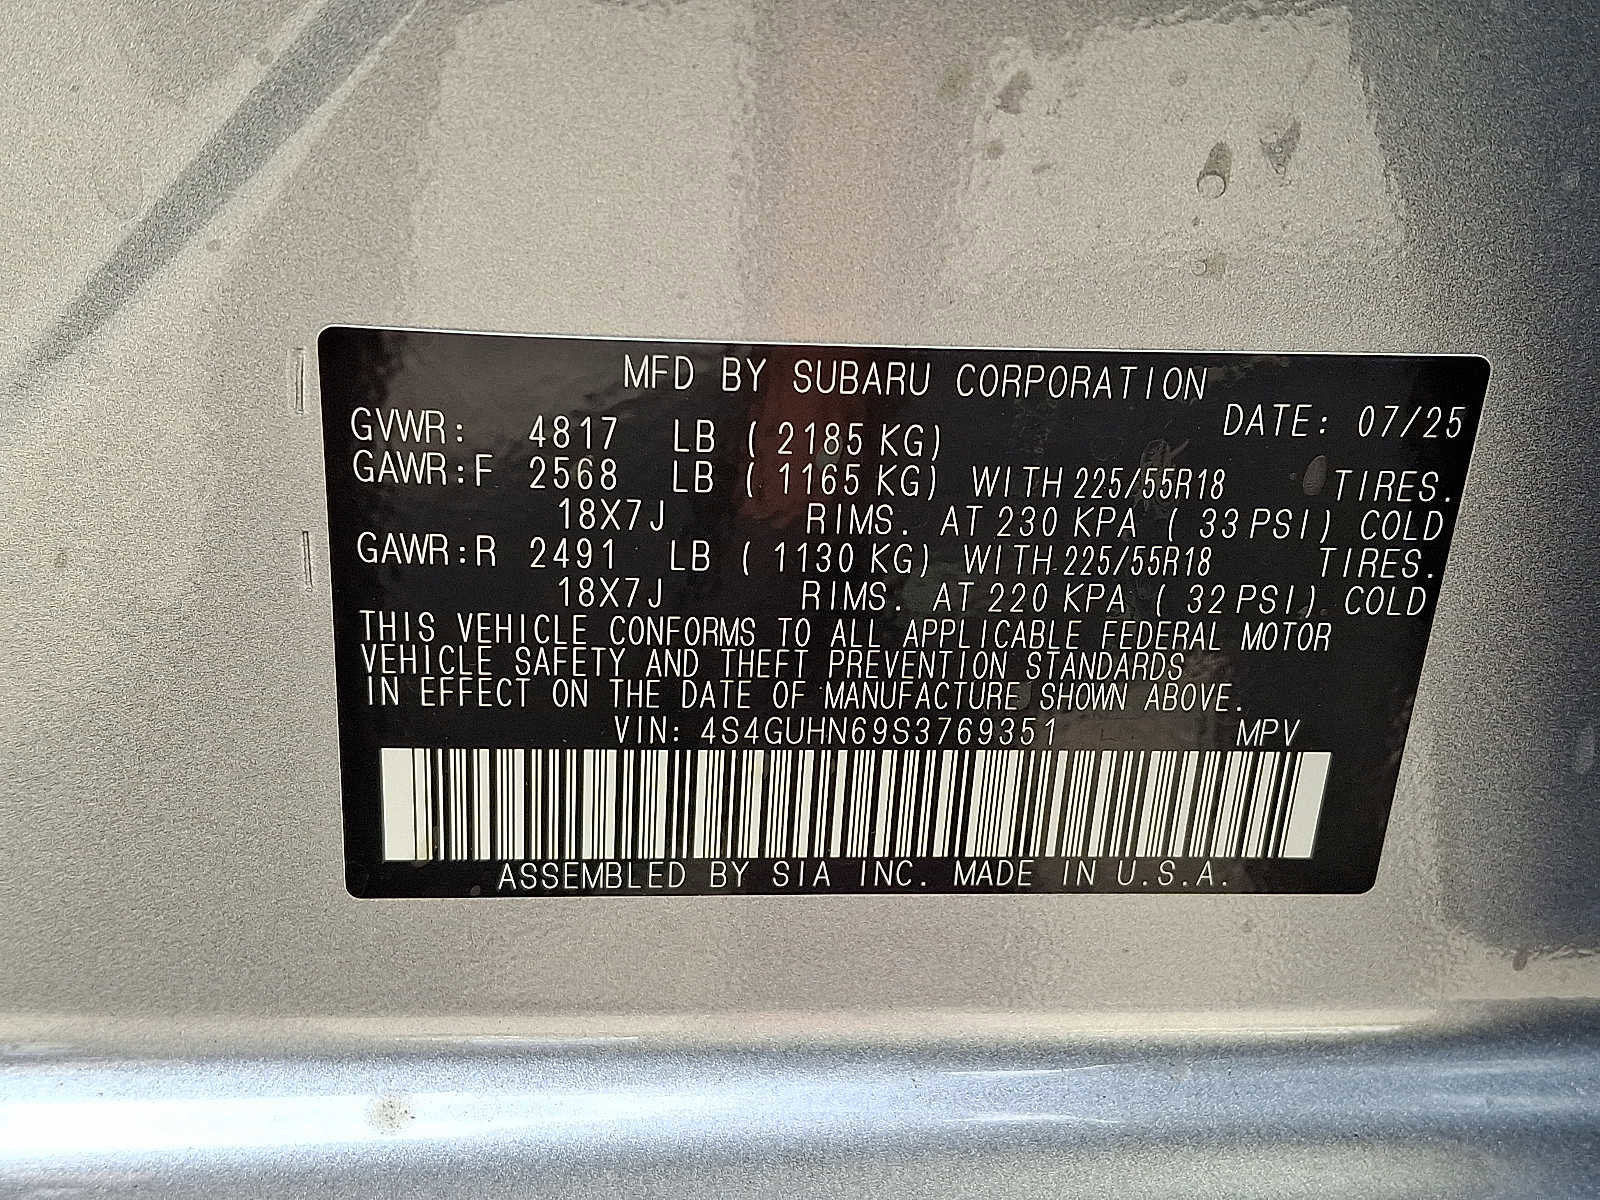 MFD BY SUBARU CORPORATION
DATE: 07/25
GVWR: 4817 LB ( 2185 KG)
GAWR:F 2568 LB ( 1165 KG) WITH 225/55R18 TIRES.
18X7J RIMS. AT 230 KPA ( 33 PSI) COLD
GAWR:R 2491 LB ( 1130 KG) WITH 225/55R18 TIRES.
18X7J RIMS. AT 220 KPA ( 32 PSI) COLD
THIS VEHICLE CONFORMS TO ALL APPLICABLE FEDERAL MOTOR
VEHICLE SAFETY AND THEFT PREVENTION STANDARDS
IN EFFECT ON THE DATE OF MANUFACTURE SHOWN ABOVE.
VIN: 4S4GUHN69S3769351 MPV
ASSEMBLED BY SIA INC. MADE IN U.S.A.